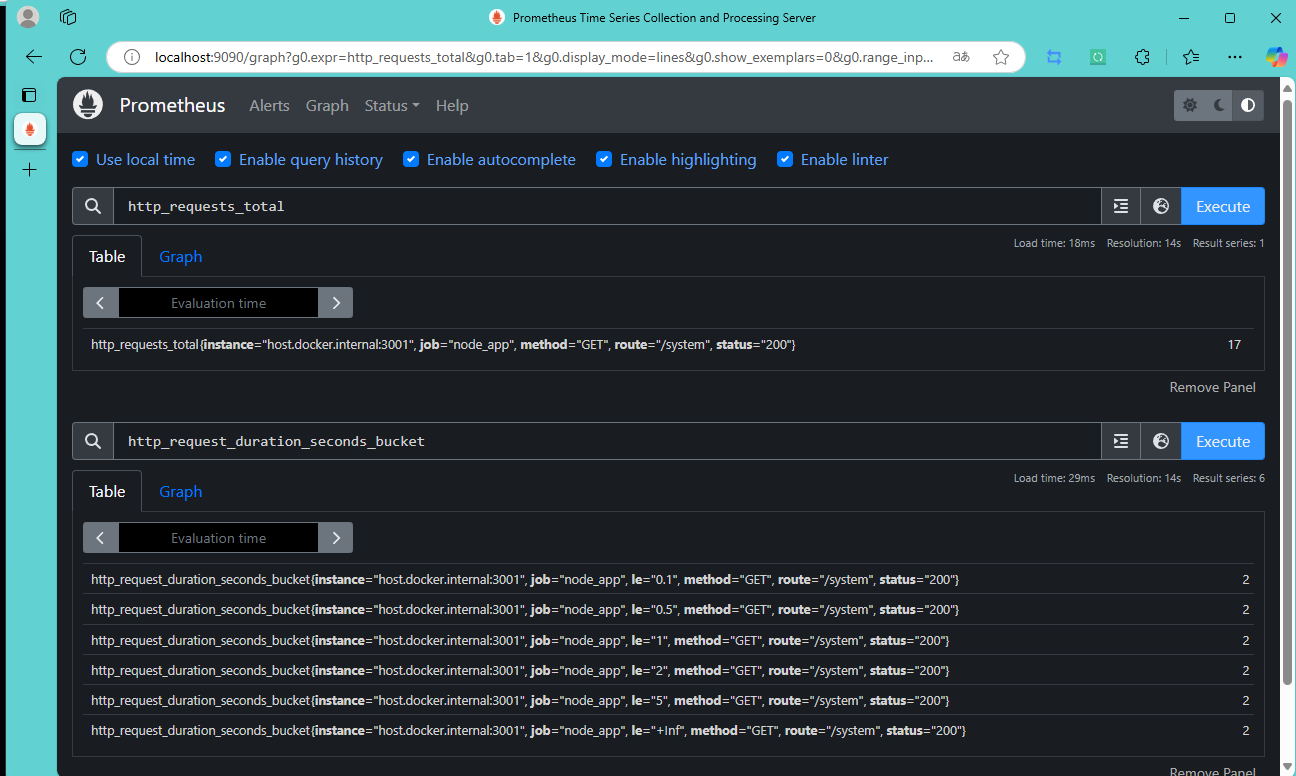 Prometheus Time Series Collection and Processing Server
localhost:9090/graph?g0.expr=http_requests_total&g0.tab=1&g0.display_mode=lines&g0.show_exemplars=0&g0.range_inp...
aあ
Prometheus Alerts Graph Status Help
Use local time Enable query history Enable autocomplete Enable highlighting Enable linter
http_requests_total Execute
Load time: 18ms Resolution: 14s Result series: 1
Table Graph
Evaluation time
http_requests_total{instance="host.docker.internal:3001", job="node_app", method="GET", route="/system", status="200"} 17
Remove Panel
http_request_duration_seconds_bucket Execute
Load time: 29ms Resolution: 14s Result series: 6
Table Graph
Evaluation time
http_request_duration_seconds_bucket{instance="host.docker.internal:3001", job="node_app", le="0.1", method="GET", route="/system", status="200"} 2
http_request_duration_seconds_bucket{instance="host.docker.internal:3001", job="node_app", le="0.5", method="GET", route="/system", status="200"} 2
http_request_duration_seconds_bucket{instance="host.docker.internal:3001", job="node_app", le="1", method="GET", route="/system", status="200"} 2
http_request_duration_seconds_bucket{instance="host.docker.internal:3001", job="node_app", le="2", method="GET", route="/system", status="200"} 2
http_request_duration_seconds_bucket{instance="host.docker.internal:3001", job="node_app", le="5", method="GET", route="/system", status="200"} 2
http_request_duration_seconds_bucket{instance="host.docker.internal:3001", job="node_app", le="+Inf", method="GET", route="/system", status="200"} 2
Remove Panel